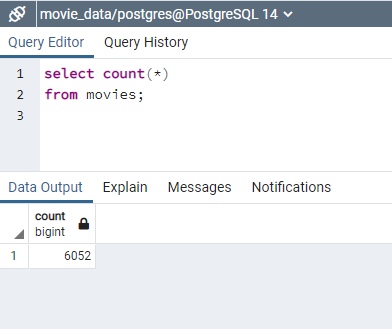 movie_data/postgres@PostgreSQL 14
Query Editor Query History
1 select count(*)
2 from movies;
3
Data Output Explain Messages Notifications
count
bigint
1 6052